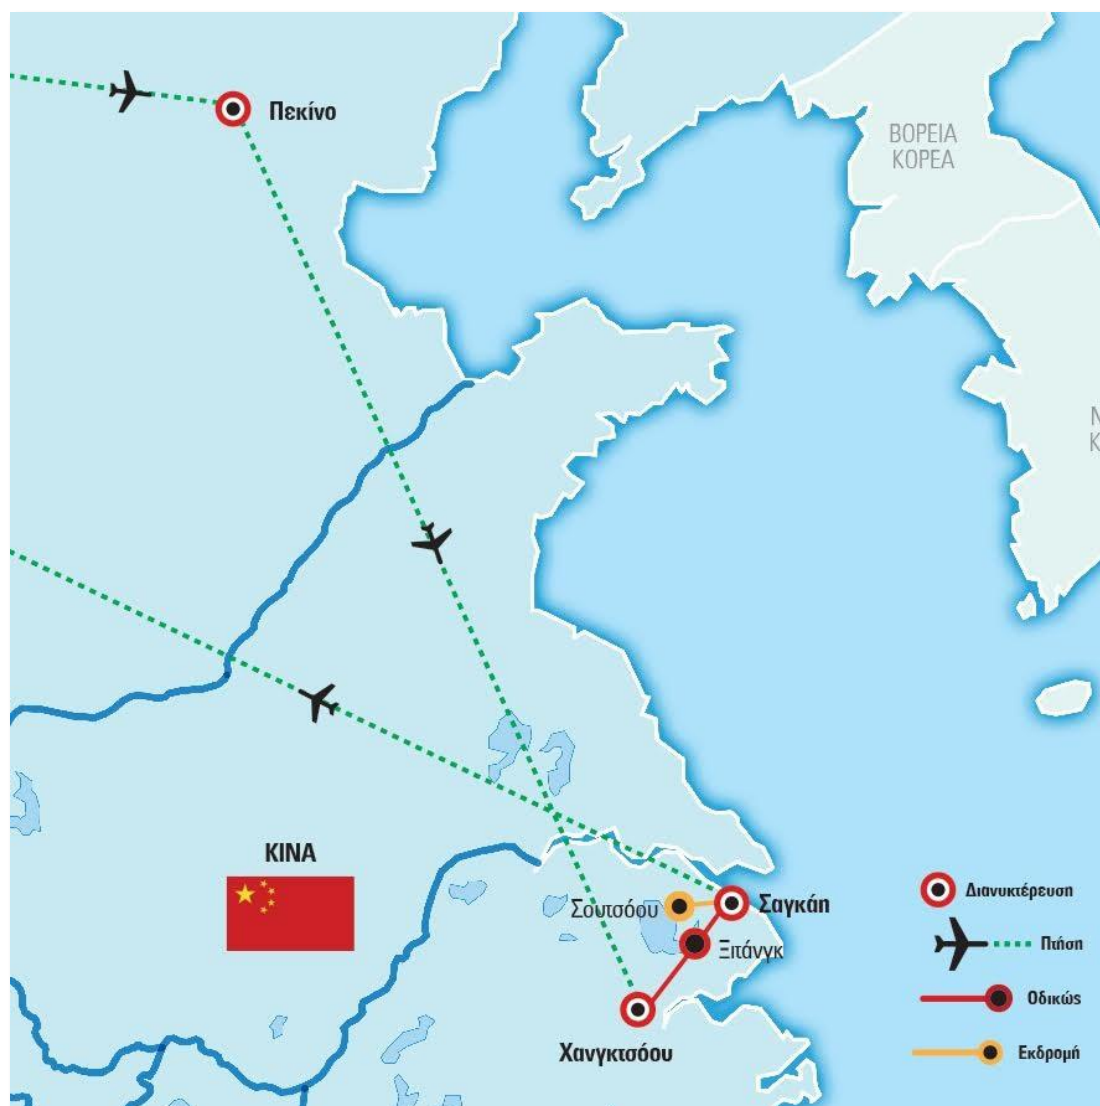 Πεκίνο
ΒΟΡΕΙΑ
ΚΟΡΕΑ
Ν
Κ
ΚΙΝΑ
Σουτσόου
Σαγκάη
Ξιτάνγκ
Χανγκτσόου
Διανυκτέρευση
Πτήση
Οδικώς
Εκδρομή